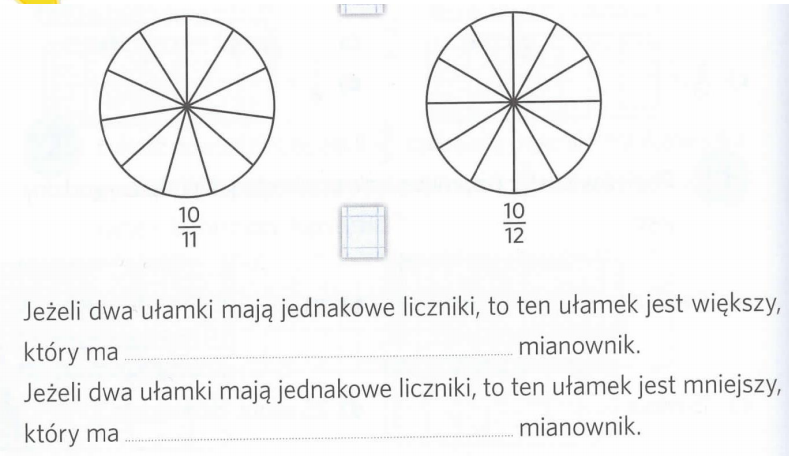 10/11 10/12
Jeżeli dwa ułamki mają jednakowe liczniki, to ten ułamek jest większy,
który ma ........................ mianownik.
Jeżeli dwa ułamki mają jednakowe liczniki, to ten ułamek jest mniejszy,
który ma ........................ mianownik.